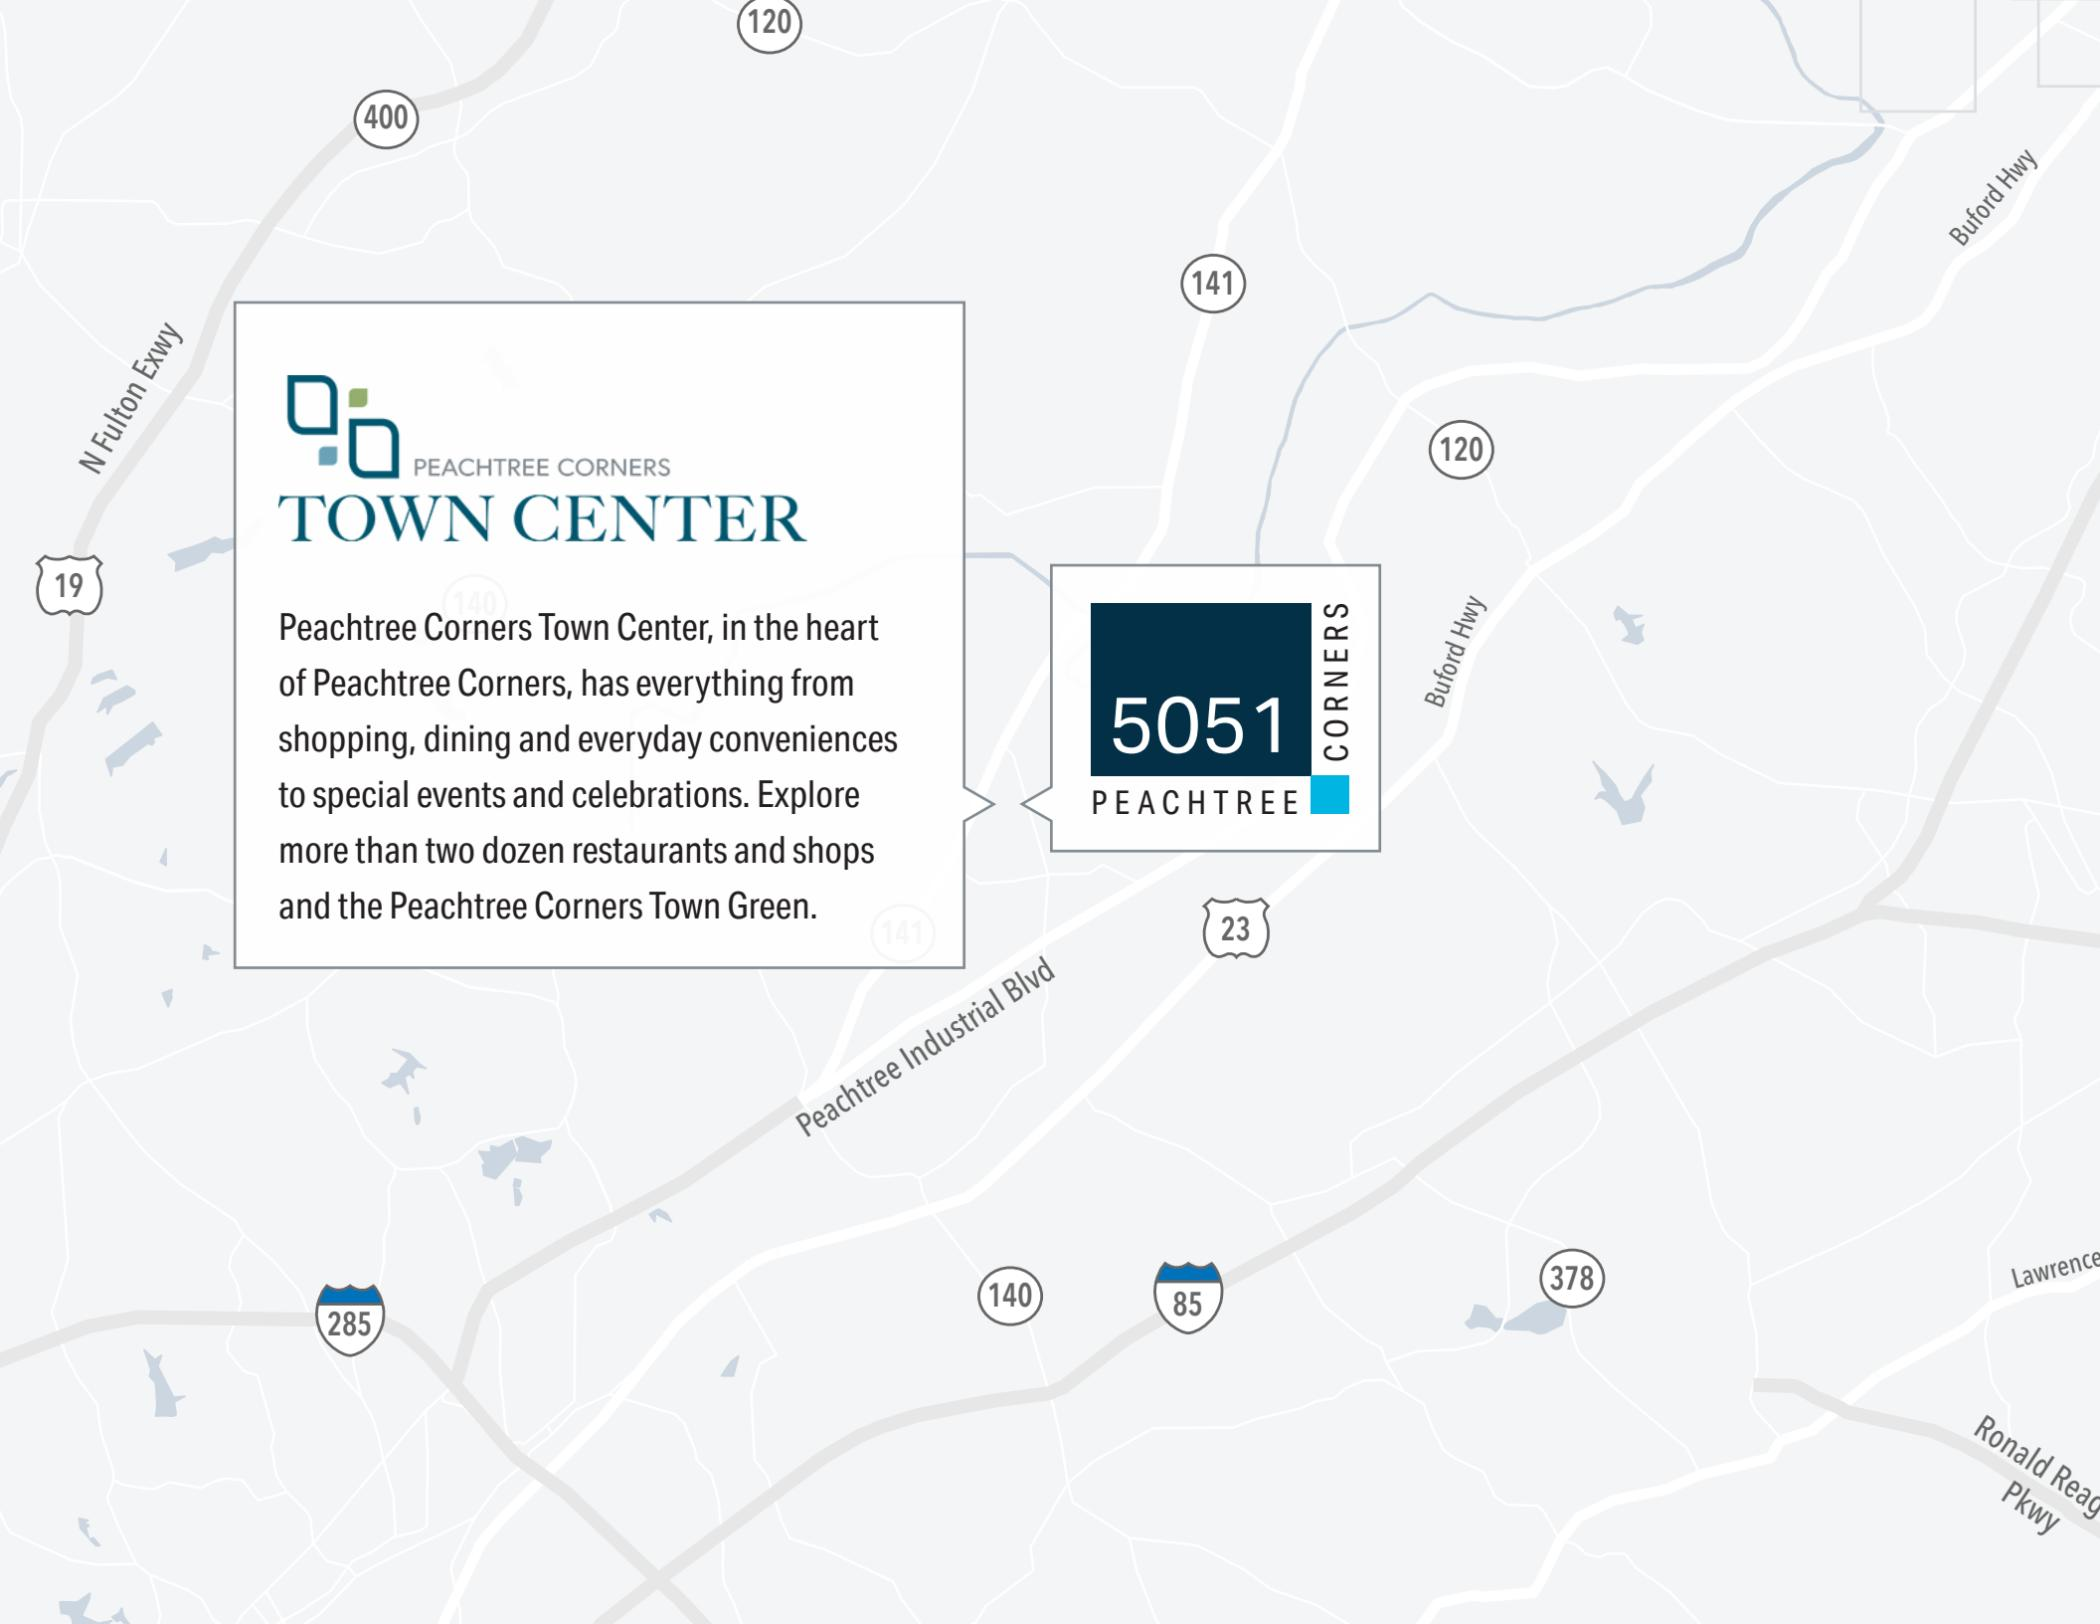 120
400
141
Buford Hwy
N Fulton Exwy
PEACHTREE CORNERS
TOWN CENTER
120
19
140
Peachtree Corners Town Center, in the heart
of Peachtree Corners, has everything from
shopping, dining and everyday conveniences
to special events and celebrations. Explore
more than two dozen restaurants and shops
and the Peachtree Corners Town Green.
141
5051
PEACHTREE
CORNERS
Buford Hwy
23
Peachtree Industrial Blvd
285
140
85
378
Lawrence
Ronald Reag
Pkwy